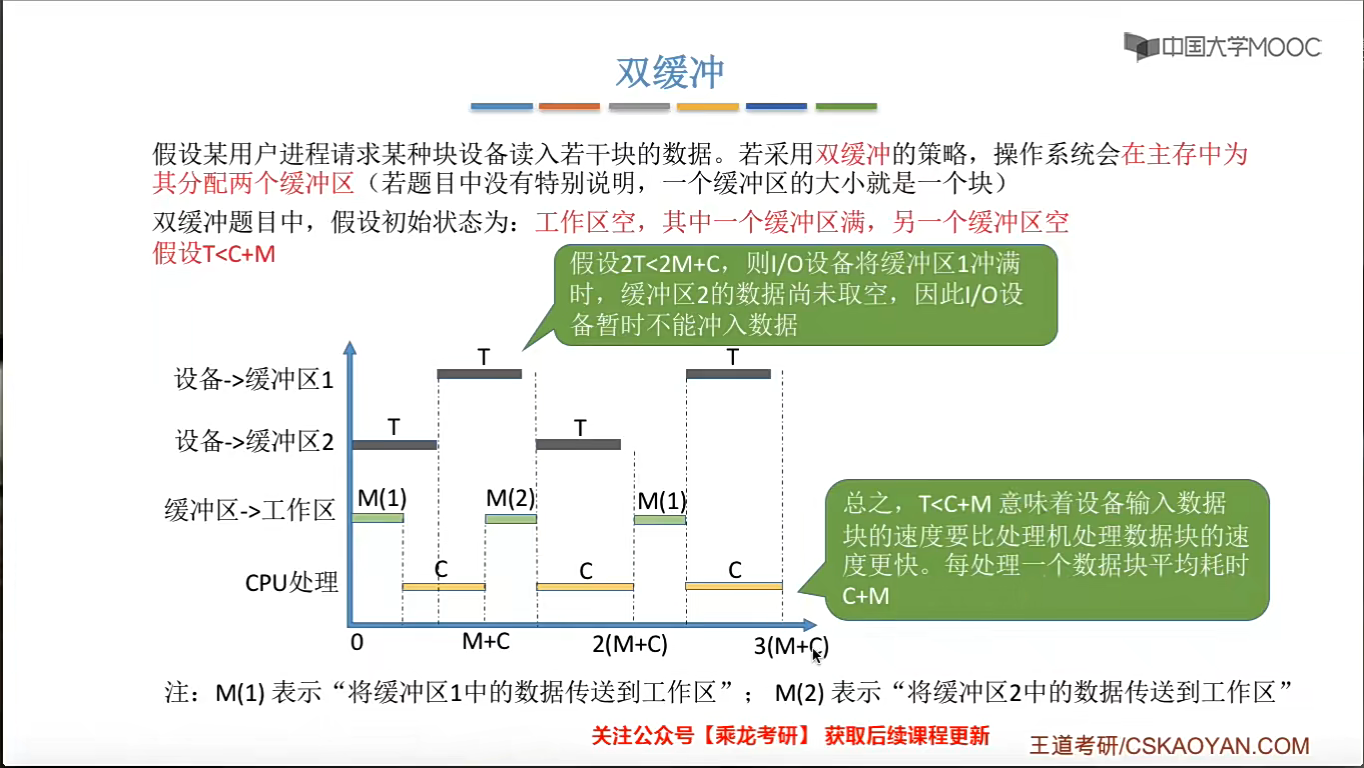 中国大学MOOC
双缓冲
假设某用户进程请求某种块设备读入若干块的数据。若采用双缓冲的策略，操作系统会在主存中为
其分配两个缓冲区（若题目中没有特别说明，一个缓冲区的大小就是一个块）
双缓冲题目中，假设初始状态为：工作区空，其中一个缓冲区满，另一个缓冲区空
假设T<C+M
假设2T<2M+C，则I/O设备将缓冲区1冲满
时，缓冲区2的数据尚未取空，因此I/O设
备暂时不能冲入数据
T T
设备->缓冲区1
T T
设备->缓冲区2
M(1) M(2) M(1)
缓冲区->工作区
C C C
CPU处理
总之，T<C+M 意味着设备输入数据
块的速度要比处理机处理数据块的速
度更快。每处理一个数据块平均耗时
C+M
0 M+C 2(M+C) 3(M+C)
注：M(1) 表示“将缓冲区1中的数据传送到工作区”； M(2) 表示“将缓冲区2中的数据传送到工作区”
关注公众号【乘龙考研】 获取后续课程更新
王道考研/CSKAOYAN.COM